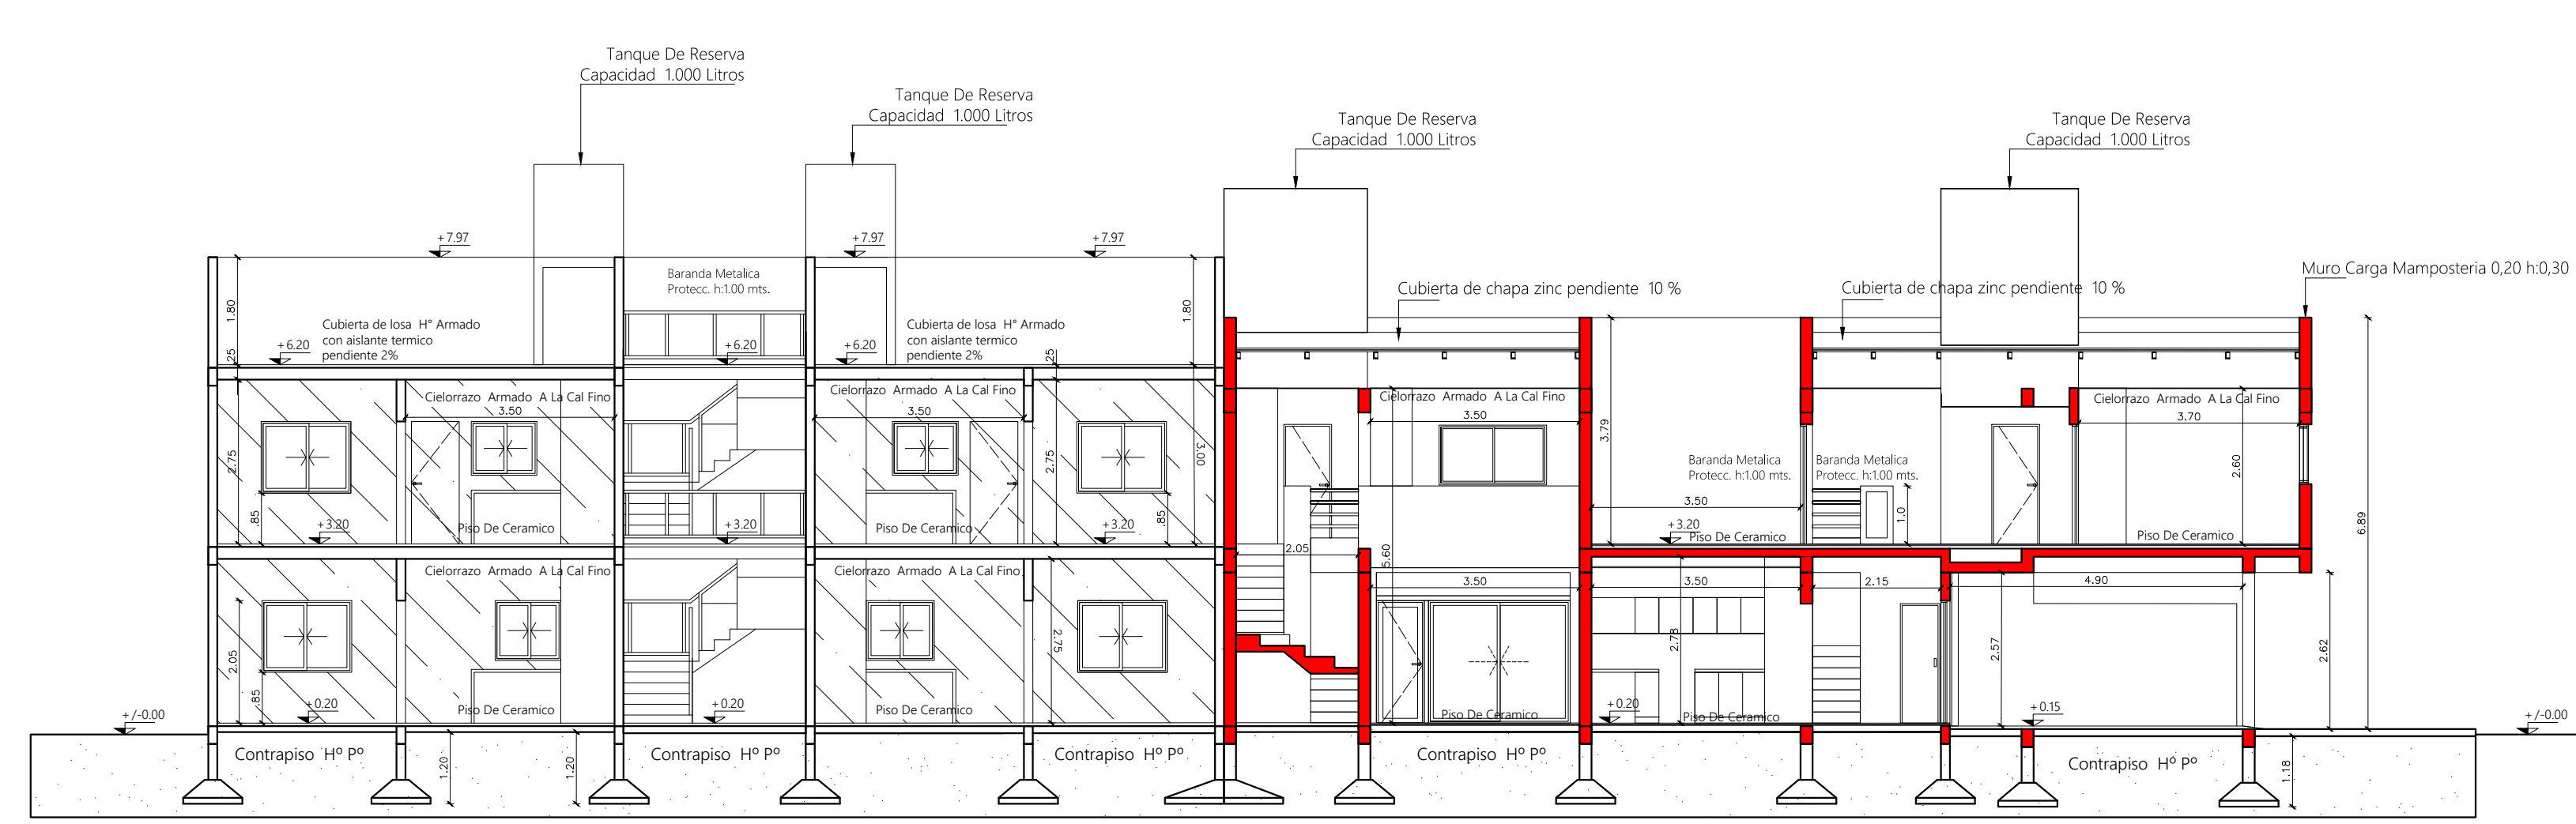 Tanque De Reserva
Capacidad 1.000 Litros
Tanque De Reserva
Capacidad 1.000 Litros
Tanque De Reserva
Capacidad 1.000 Litros
Tanque De Reserva
Capacidad 1.000 Litros
+7.97
+7.97
+7.97
Baranda Metalica
Protecc. h:1.00 mts.
Muro Carga Mamposteria 0,20 h:0,30
Cubierta de chapa zinc pendiente 10 %
Cubierta de chapa zinc pendiente 10 %
1.80
1.80
Cubierta de losa H° Armado
con aislante termico
pendiente 2%
Cubierta de losa H° Armado
con aislante termico
pendiente 2%
+6.20
+6.20
+6.20
.25
.25
Cielorrazo Armado A La Cal Fino
3.50
Cielorrazo Armado A La Cal Fino
3.50
Cielorrazo Armado A La Cal Fino
3.50
Cielorrazo Armado A La Cal Fino
3.70
3.79
2.75
2.75
3.00
2.60
Baranda Metalica
Protecc. h:1.00 mts.
Baranda Metalica
Protecc. h:1.00 mts.
3.50
1.0
6.89
.85
.85
+3.20
Piso De Ceramico
+3.20
Piso De Ceramico
+3.20
+3.20
Piso De Ceramico
Piso De Ceramico
2.05
5.60
Cielorrazo Armado A La Cal Fino
Cielorrazo Armado A La Cal Fino
3.50
3.50
2.15
4.90
2.05
.85
2.75
2.78
2.57
2.62
+/-0.00
+0.20
Piso De Ceramico
+0.20
Piso De Ceramico
Piso De Ceramico
+0.20
Piso De Ceramico
+0.15
+/-0.00
Contrapiso Hº Pº
1.20
1.20
Contrapiso Hº Pº
Contrapiso Hº Pº
Contrapiso Hº Pº
Contrapiso Hº Pº
1.18